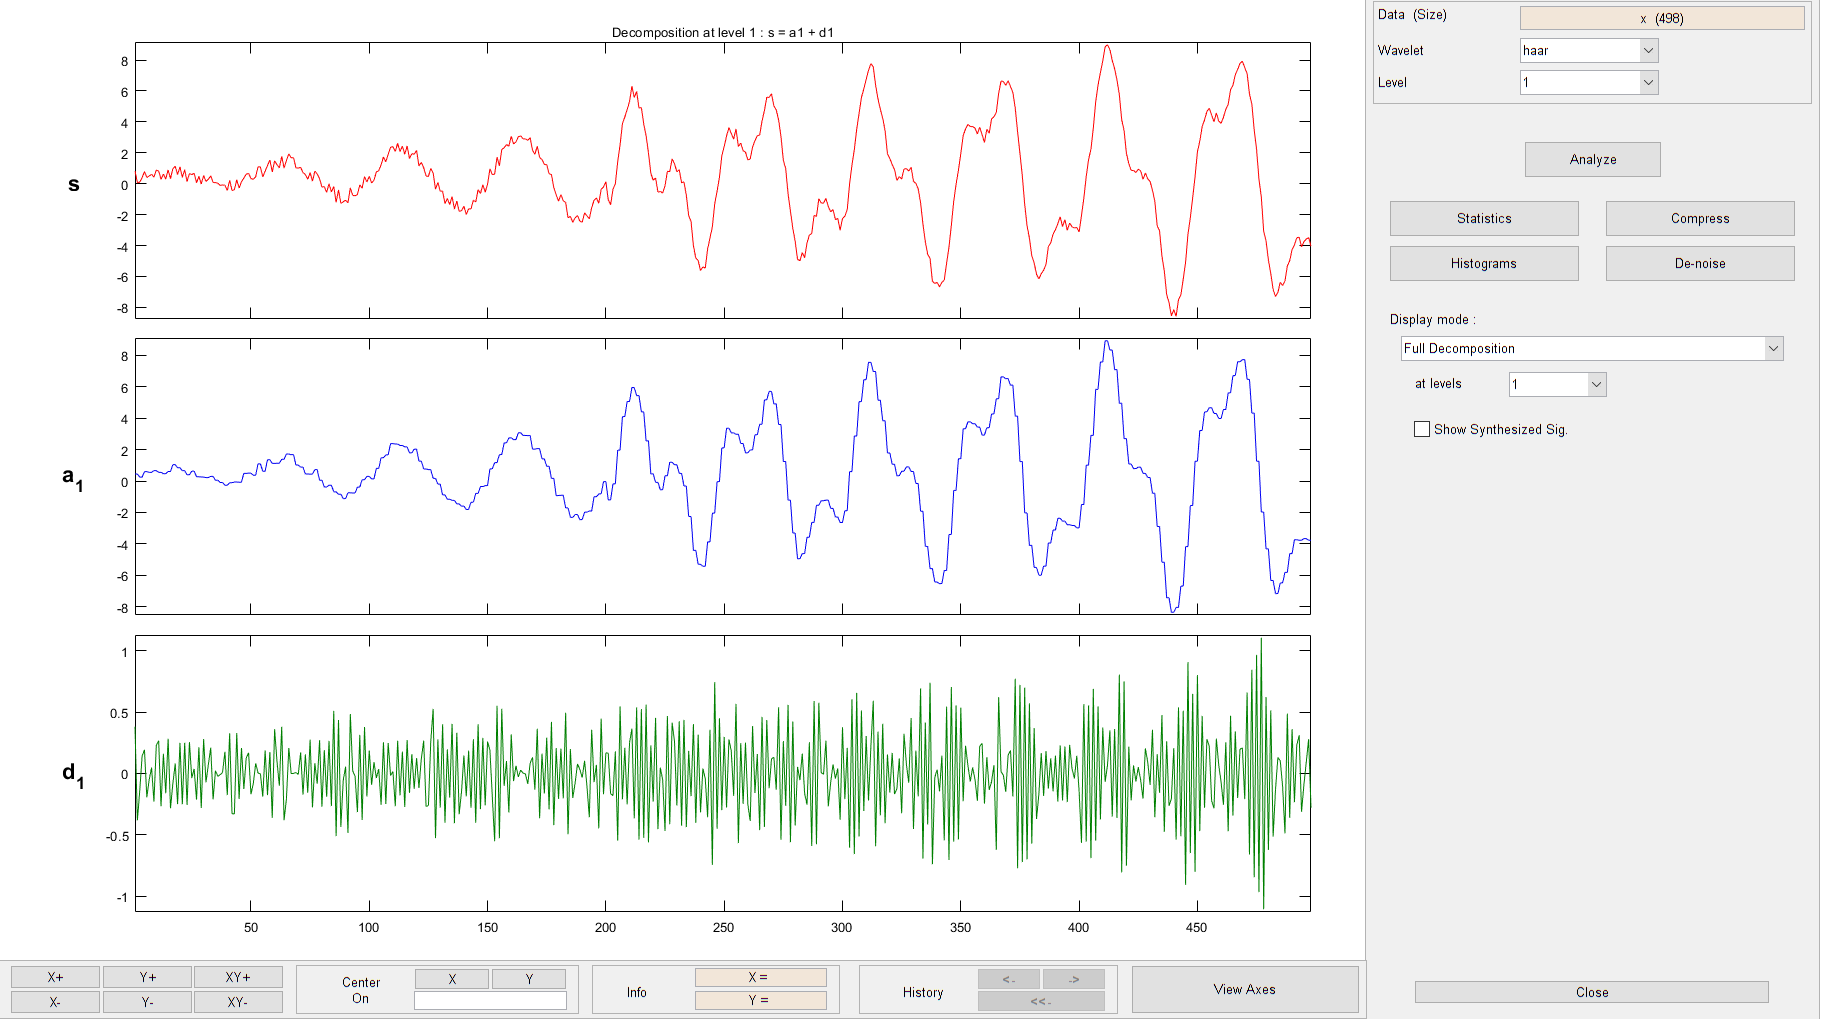 Decomposition at level 1 : s = a1 + d1
8
6
4
2
0
-2
-4
-6
-8
s
8
6
4
2
0
-2
-4
-6
-8
a1
1
0.5
0
-0.5
-1
d1
50 100 150 200 250 300 350 400 450
Data (Size) x (498)
Wavelet haar
Level 1
Analyze
Statistics Compress
Histograms De-noise
Display mode :
Full Decomposition
at levels 1
Show Synthesized Sig.
Close
X+ Y+ XY+
X- Y- XY-
Center
On
X Y
Info
X =
Y =
History
<- ->
<<-
View Axes